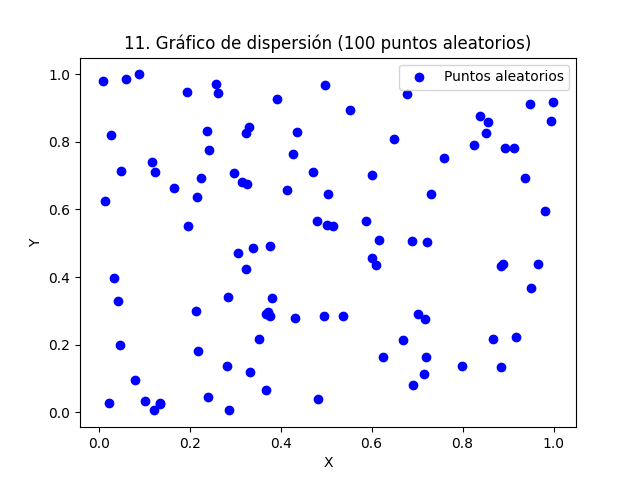 11. Gráfico de dispersión (100 puntos aleatorios)
Puntos aleatorios
1.0
0.8
0.6
0.4
0.2
0.0
Y
0.0 0.2 0.4 0.6 0.8 1.0
X